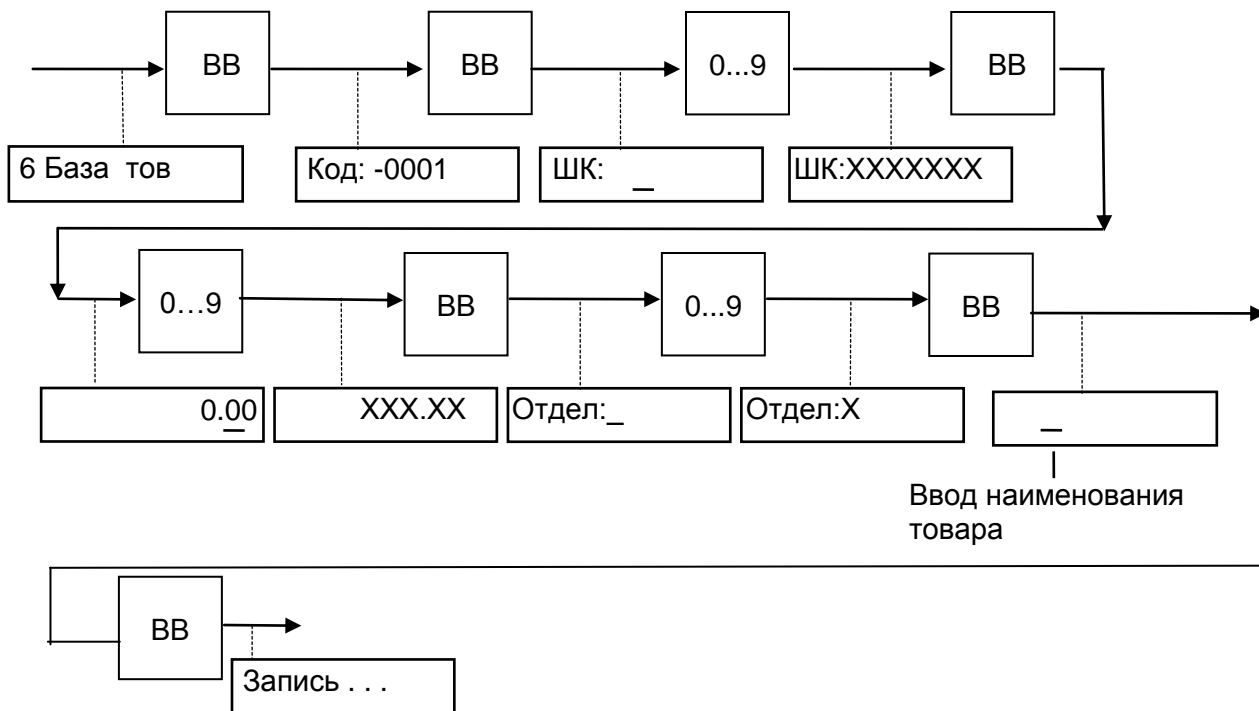 ВВ ВВ 0...9 ВВ
6 База тов Код: -0001 ШК: _ ШК:XXXXXXX
0…9 ВВ 0...9 ВВ
0.00 XXX.XX Отдел:_ Отдел:X _
Ввод наименования
товара
ВВ
Запись . . .